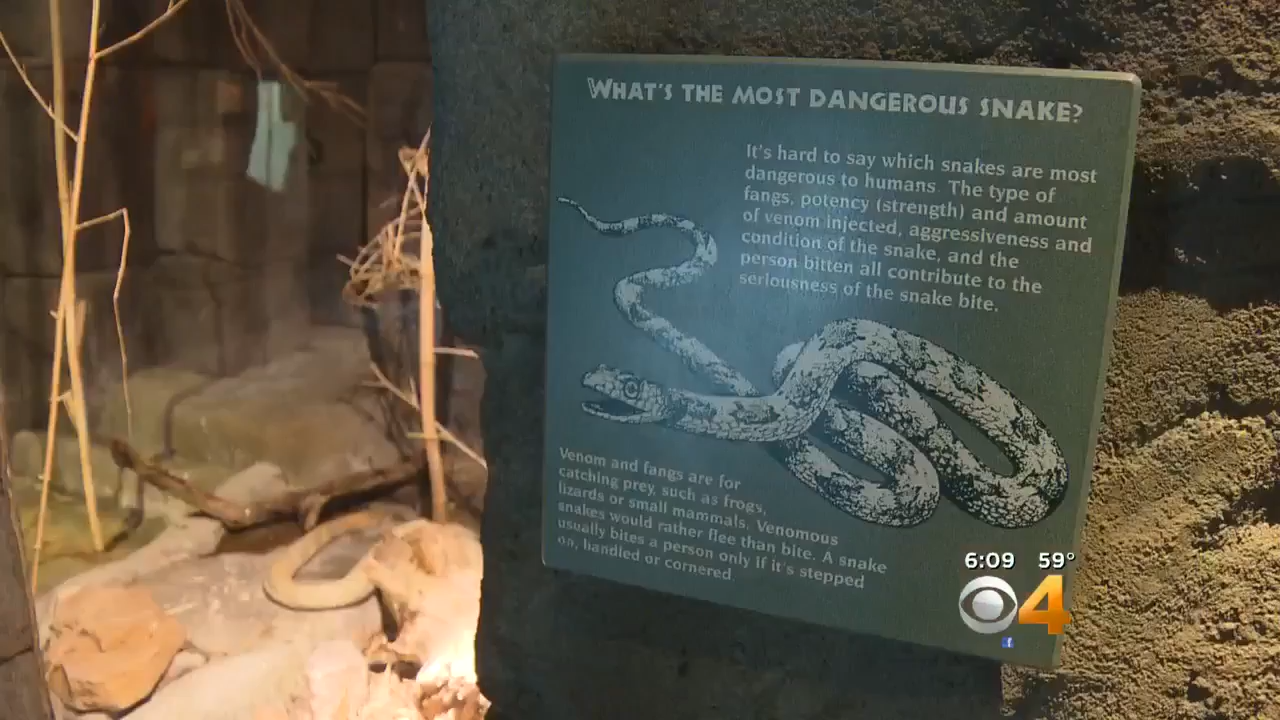 WHAT'S THE MOST DANGEROUS SNAKE?
It's hard to say which snakes are most
dangerous to humans. The type of
fangs, potency (strength) and amount
of venom injected, aggressiveness and
condition of the snake, and the
person bitten all contribute to the
seriousness of the snake bite.
Venom and fangs are for
catching prey, such as frogs,
lizards or small mammals. Venomous
snakes would rather flee than bite. A snake
usually bites a person only if it's stepped
on, handled or cornered
6:09 59°
4
f